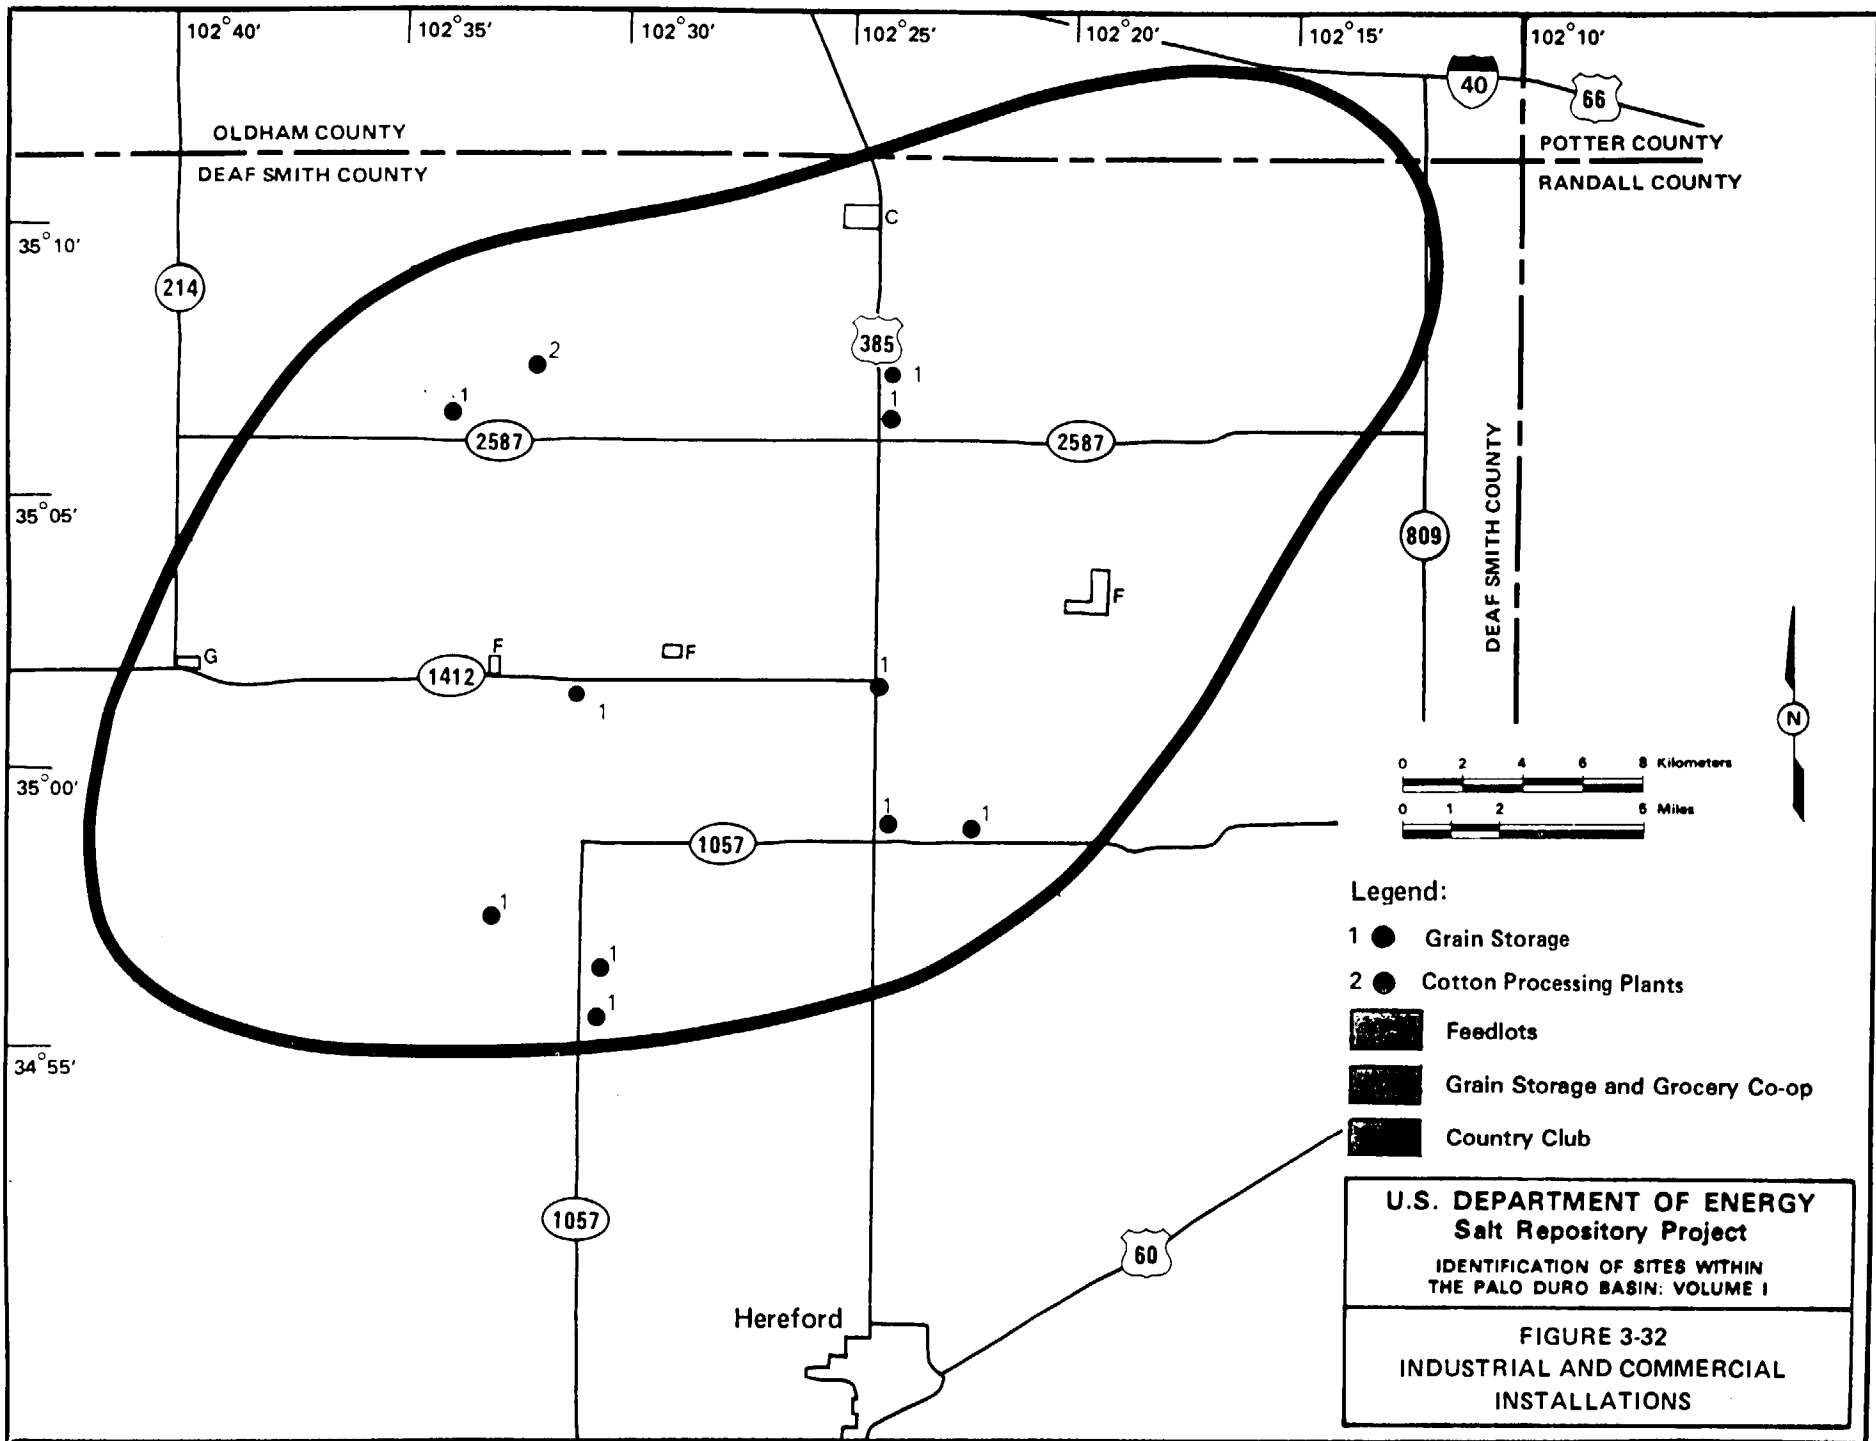 102°40'
102°35'
102°30'
102°25'
102°20'
102°15'
102°10'
40
66
OLDHAM COUNTY
DEAF SMITH COUNTY
POTTER COUNTY
RANDALL COUNTY
C
35°10'
214
385
2
1
1
1
2587
2587
35°05'
809
DEAF SMITH COUNTY
F
G
F
F
1412
1
1
N
35°00'
0 2 4 6 8 Kilometers
0 1 2 5 Miles
1
1
1057
1
1
1
34°55'
Legend:
1 Grain Storage
2 Cotton Processing Plants
Feedlots
Grain Storage and Grocery Co-op
Country Club
1057
60
Hereford
U.S. DEPARTMENT OF ENERGY
Salt Repository Project
IDENTIFICATION OF SITES WITHIN
THE PALO DURO BASIN: VOLUME I
FIGURE 3-32
INDUSTRIAL AND COMMERCIAL
INSTALLATIONS